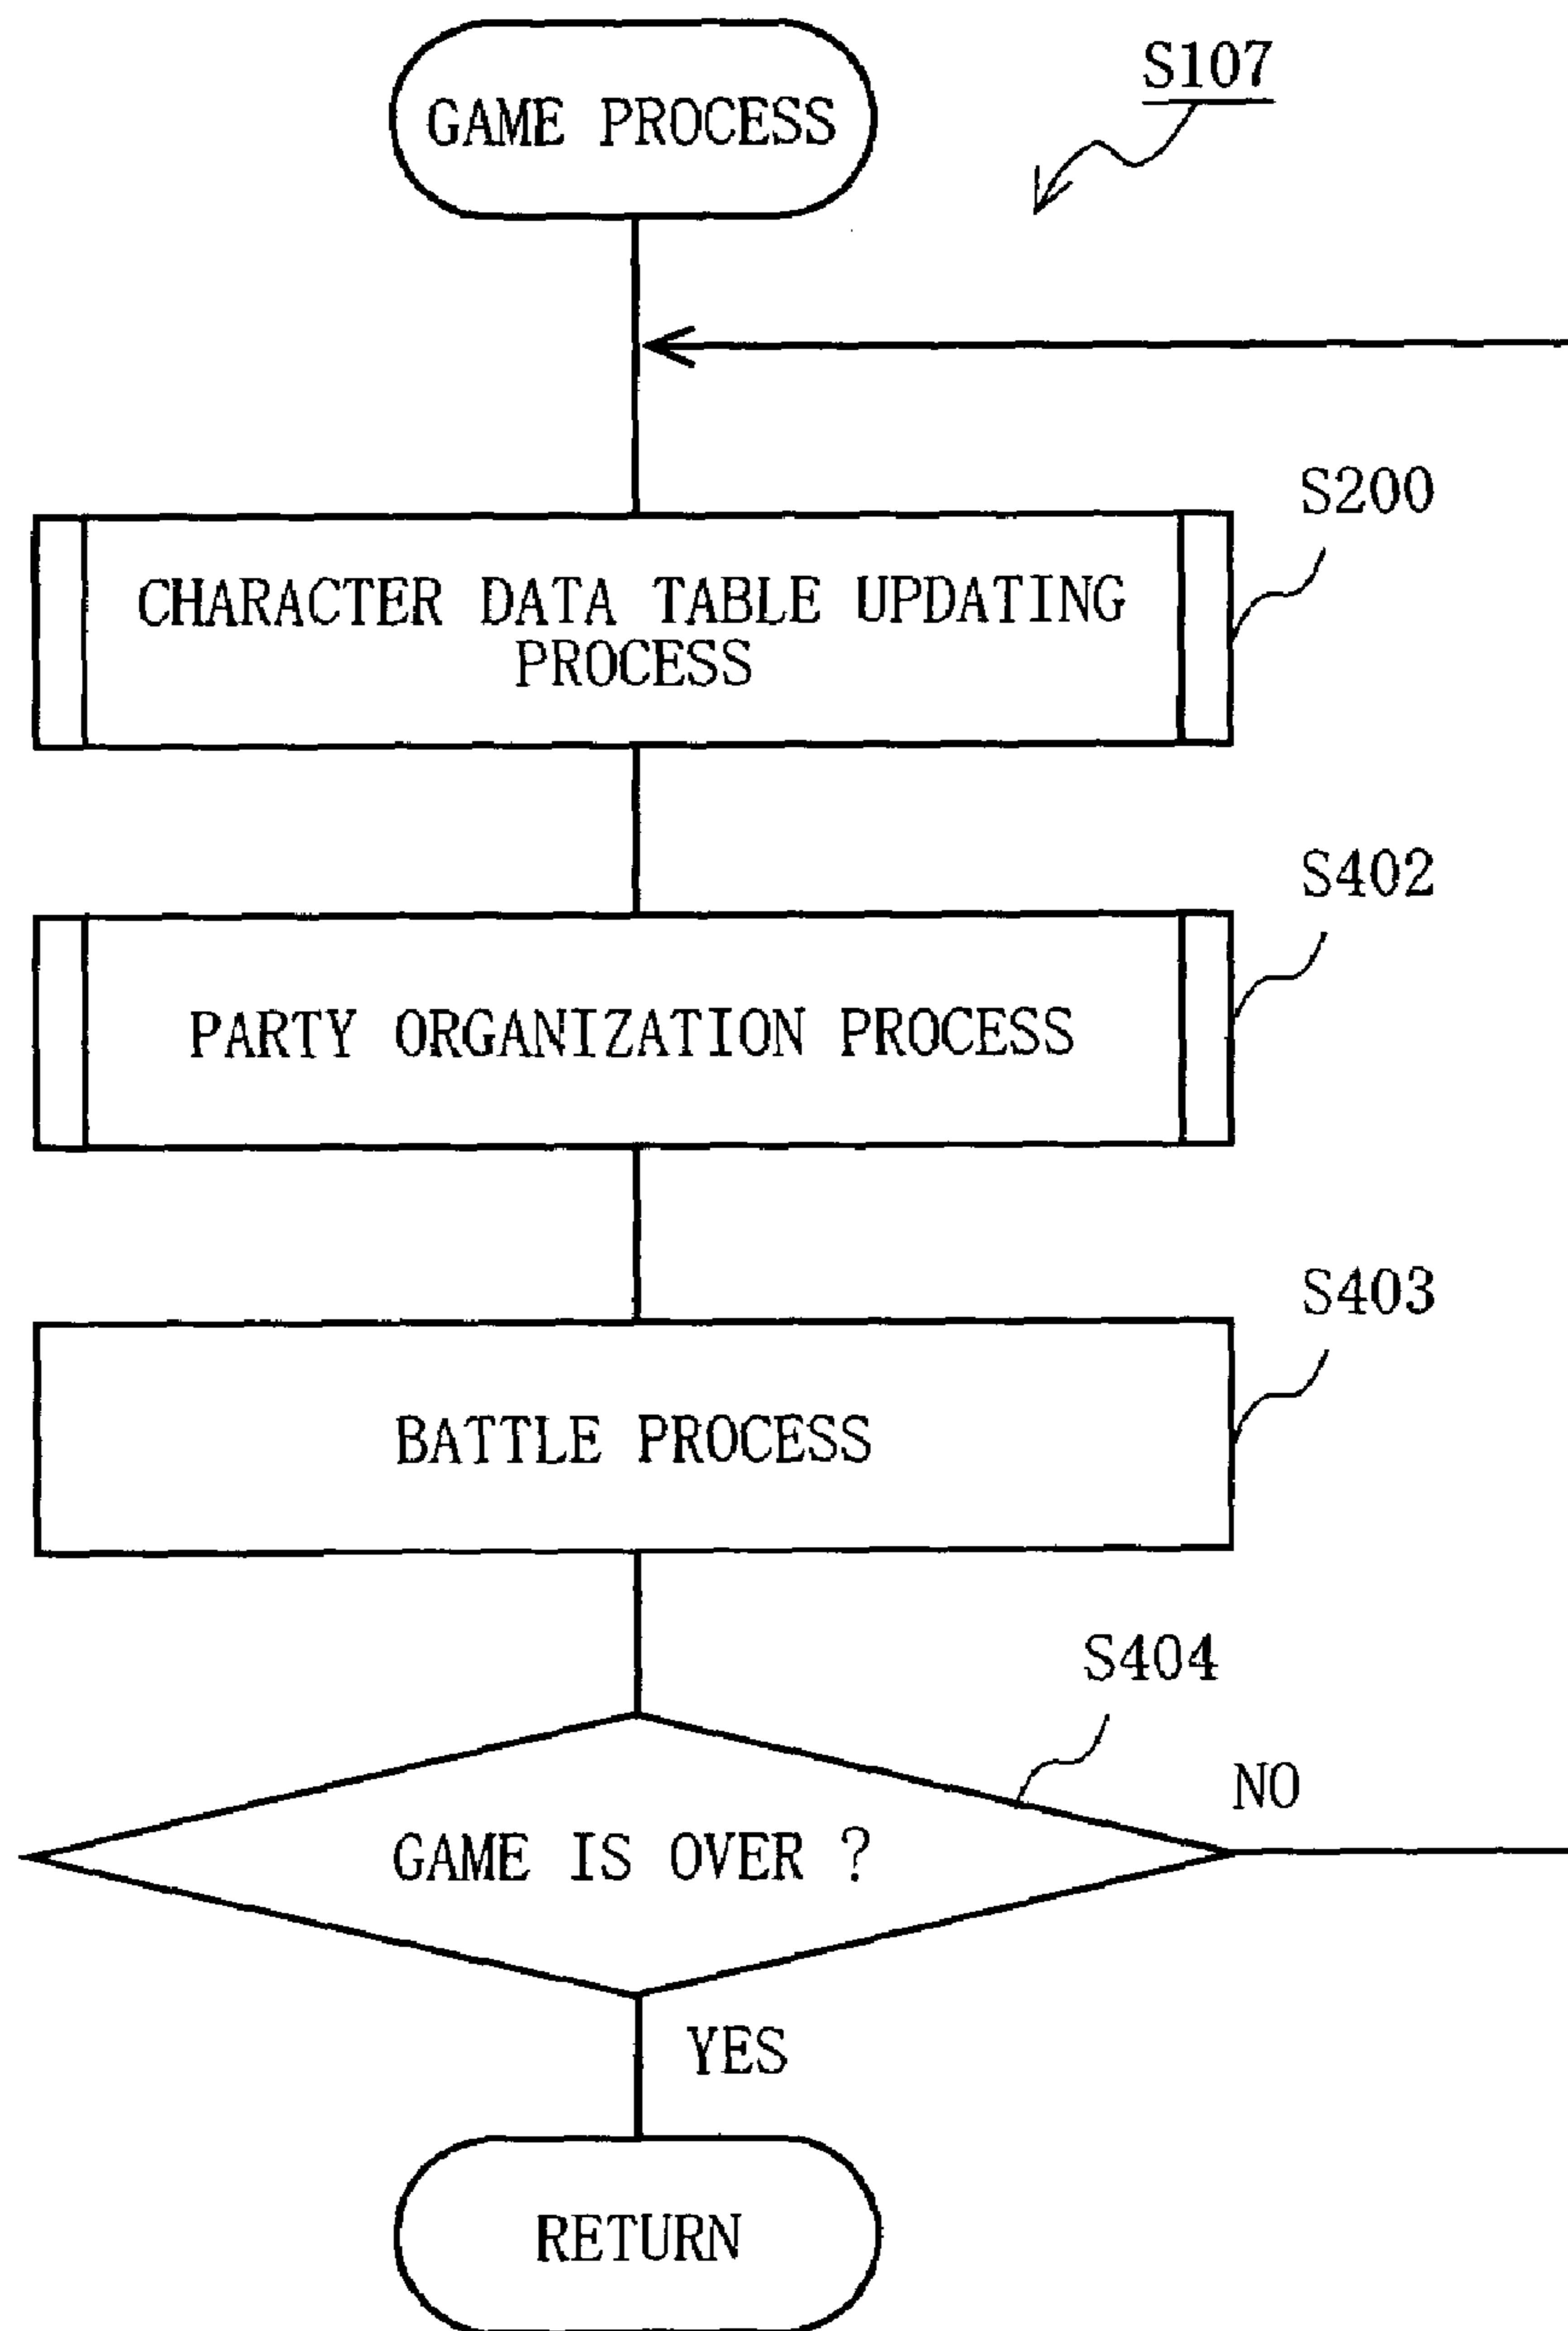 GAME PROCESS
S107
S200
CHARACTER DATA TABLE UPDATING
PROCESS
S402
PARTY ORGANIZATION PROCESS
S403
BATTLE PROCESS
S404
NO
GAME IS OVER ?
YES
RETURN